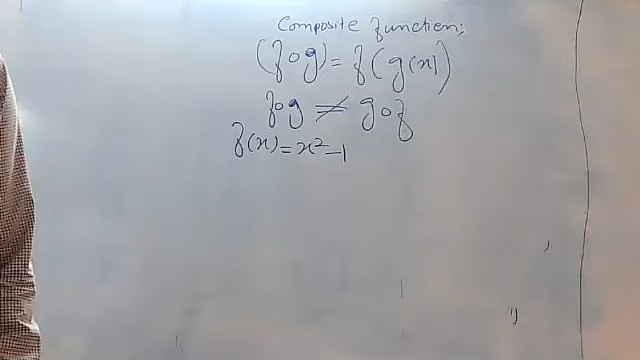 Composite function:
(fog) = f(g(x))
fog ≠ gof
f(x) = x² - 1